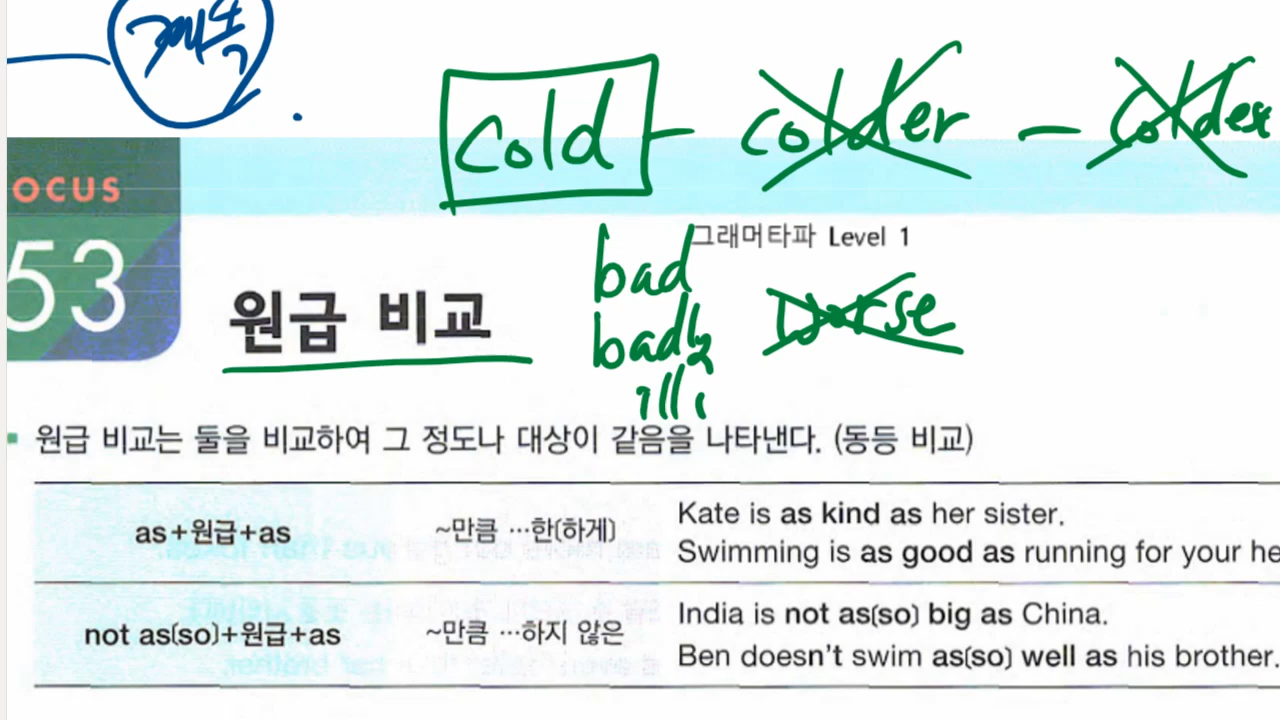 cold - colder - coldest
OCUS
53
그래머타파 Level 1
원급 비교
bad
badly
ill
worse
원급 비교는 둘을 비교하여 그 정도나 대상이 같음을 나타낸다. (동등 비교)
as+원급+as ~만큼 …한(하게) Kate is as kind as her sister.
Swimming is as good as running for your he
not as(so)+원급+as ~만큼 …하지 않은 India is not as(so) big as China.
Ben doesn't swim as(so) well as his brother.